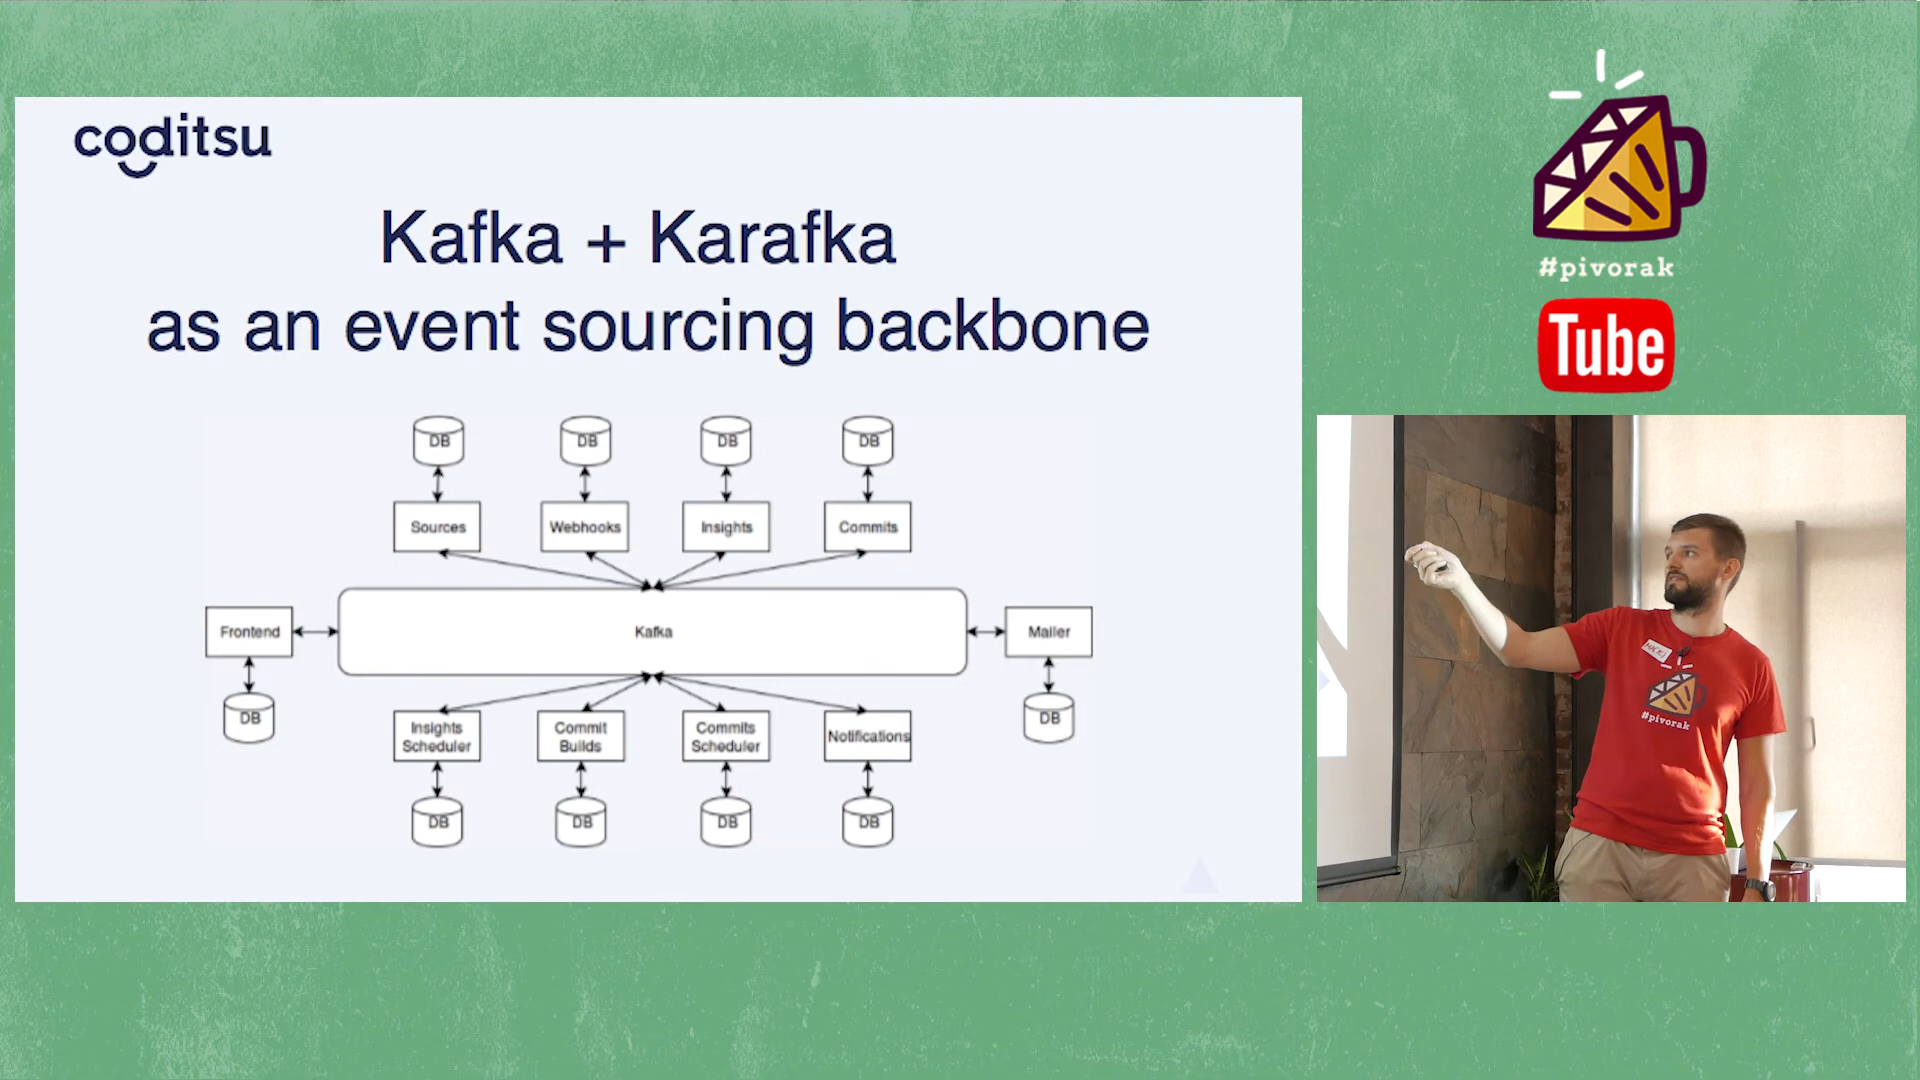 coditsu
Kafka + Karafka
as an event sourcing backbone
DB
DB
DB
DB
Sources
Webhooks
Insights
Commits
Frontend
Kafka
Mailer
DB
DB
Insights
Scheduler
Commit
Builds
Commits
Scheduler
Notifications
DB
DB
DB
DB
#pivorak
Tube
#pivorak